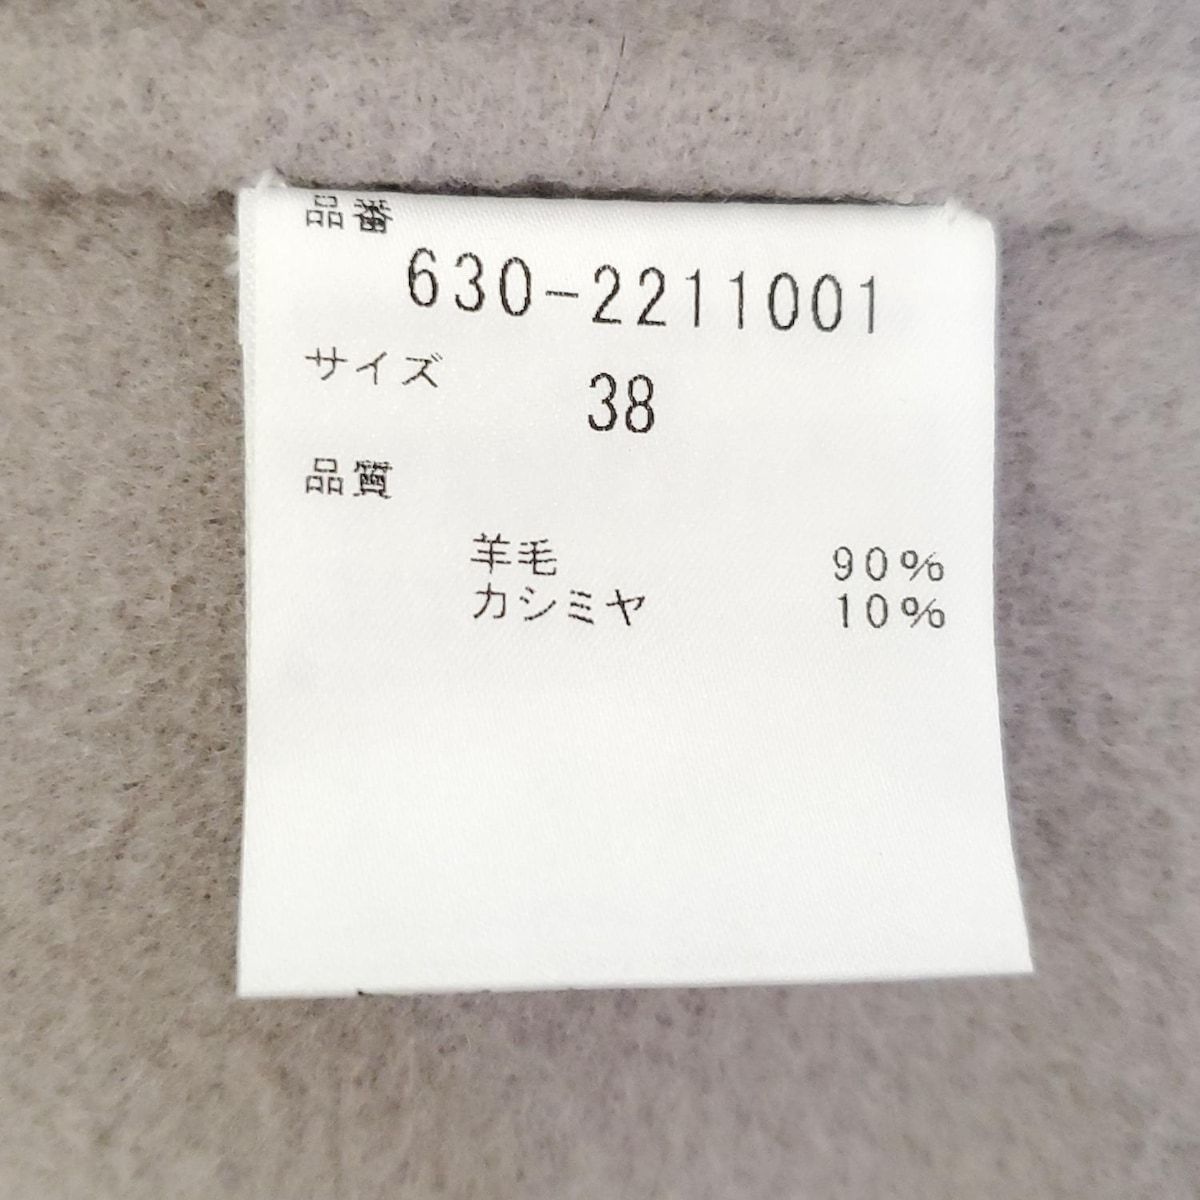 品番
630-2211001
サイズ 38
品質
羊毛 90%
カシミヤ 10%